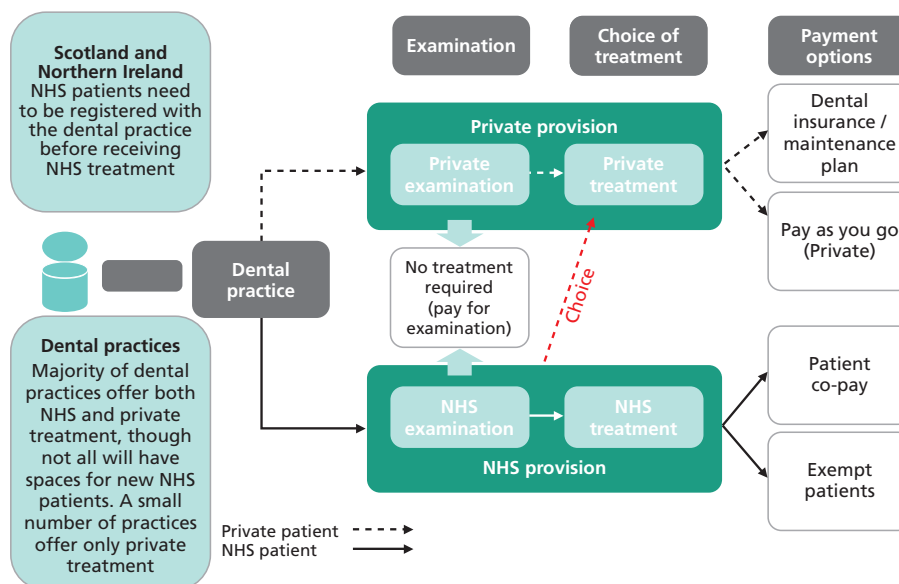 Scotland and
Northern Ireland
NHS patients need
to be registered with
the dental practice
before receiving
NHS treatment
Dental
practice
Dental practices
Majority of dental
practices offer both
NHS and private
treatment, though
not all will have
spaces for new NHS
patients. A small
number of practices
offer only private
treatment
Examination
Choice of
treatment
Payment
options
Private provision
Private
examination
Private
treatment
No treatment
required
(pay for
examination)
Choice
NHS
examination
NHS
treatment
NHS provision
Dental
insurance /
maintenance
plan
Pay as you go
(Private)
Patient
co-pay
Exempt
patients
Private patient
NHS patient